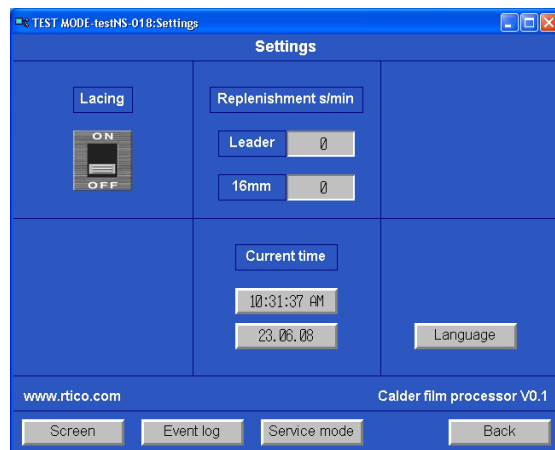 TEST MODE-testNS-018:Settings
Settings
Lacing
ON
OFF
Replenishment s/min
Leader 0
16mm 0
Current time
10:31:37 AM
23.06.08
Language
www.rtico.com Calder film processor V0.1
Screen Event log Service mode Back